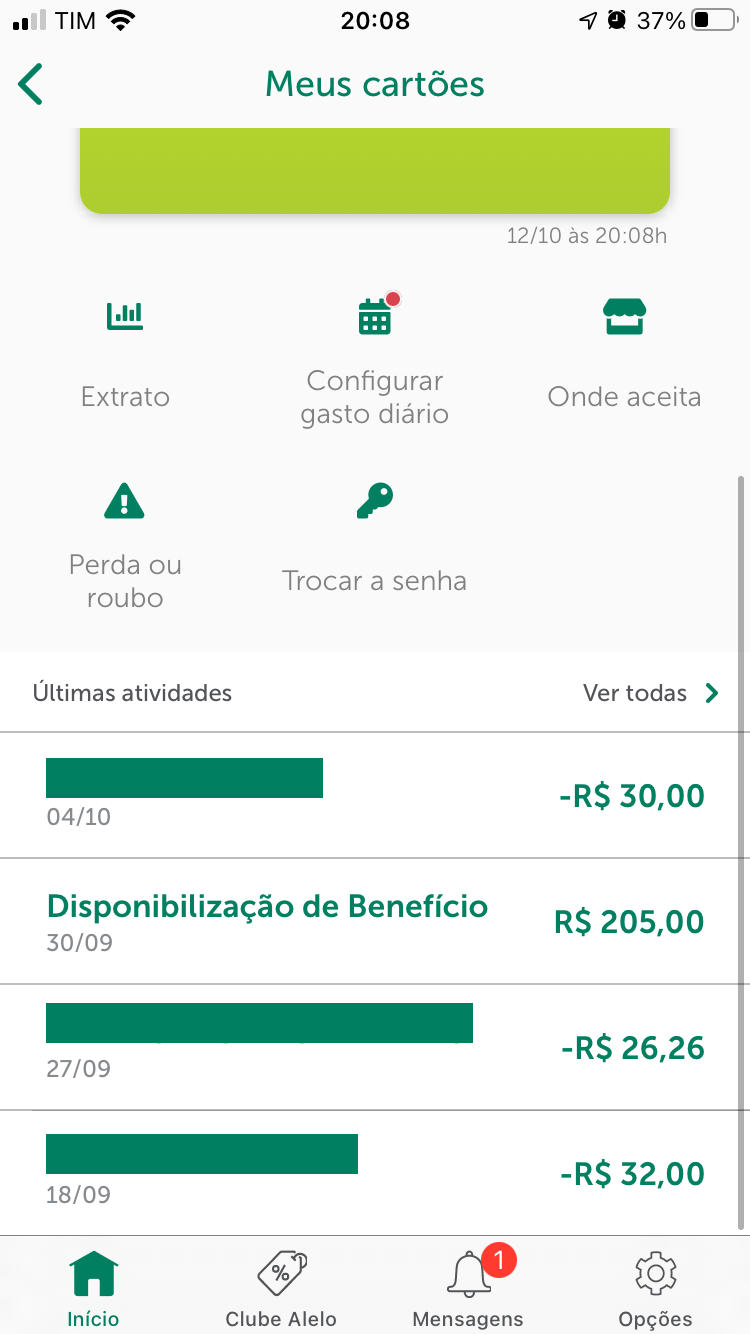 TIM 20:08 37%
Meus cartões
12/10 às 20:08h
Extrato
Configurar
gasto diário
Onde aceita
Perda ou
roubo
Trocar a senha
Últimas atividades Ver todas
-R$ 30,00
04/10
Disponibilização de Benefício
R$ 205,00
30/09
-R$ 26,26
27/09
-R$ 32,00
18/09
1
%
Início Clube Alelo Mensagens Opções